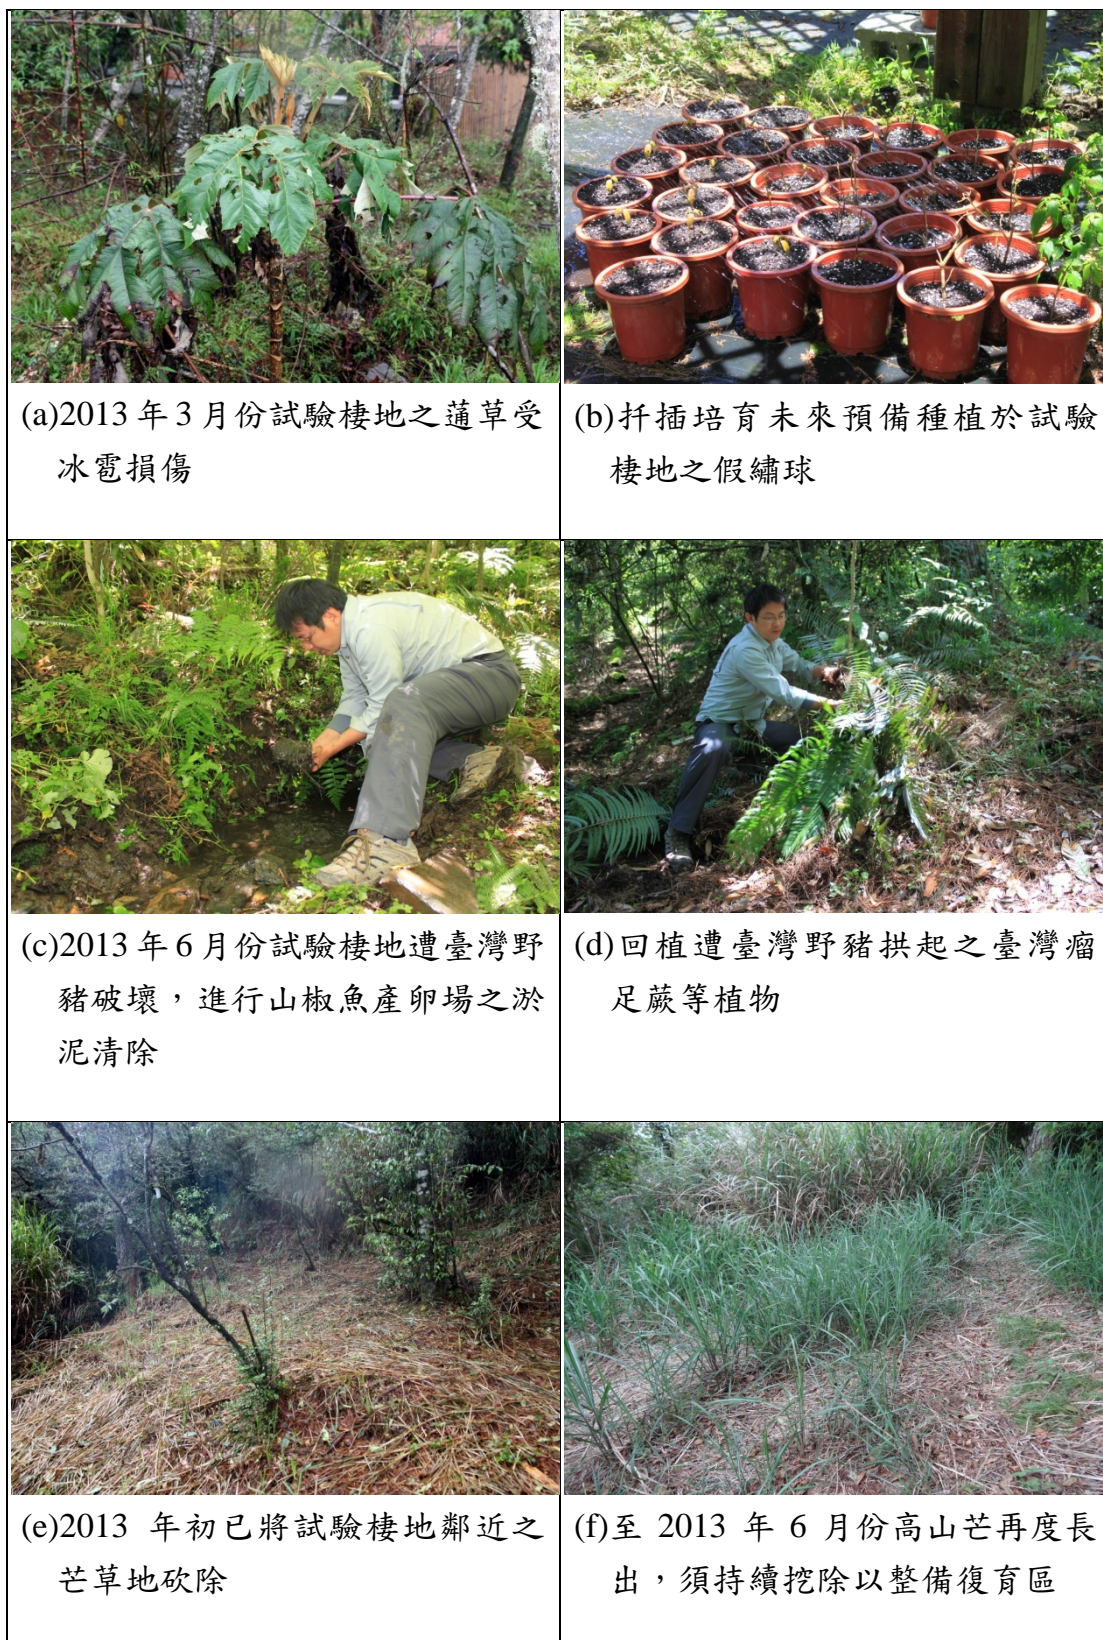 (a)2013 年 3 月份試驗棲地之蓪草受
冰雹損傷
(b)扦插培育未來預備種植於試驗
棲地之假繡球
(c)2013 年 6 月份試驗棲地遭臺灣野
豬破壞，進行山椒魚產卵場之淤
泥清除
(d)回植遭臺灣野豬拱起之臺灣瘤
足蕨等植物
(e)2013 年初已將試驗棲地鄰近之
芒草地砍除
(f)至 2013 年 6 月份高山芒再度長
出，須持續挖除以整備復育區